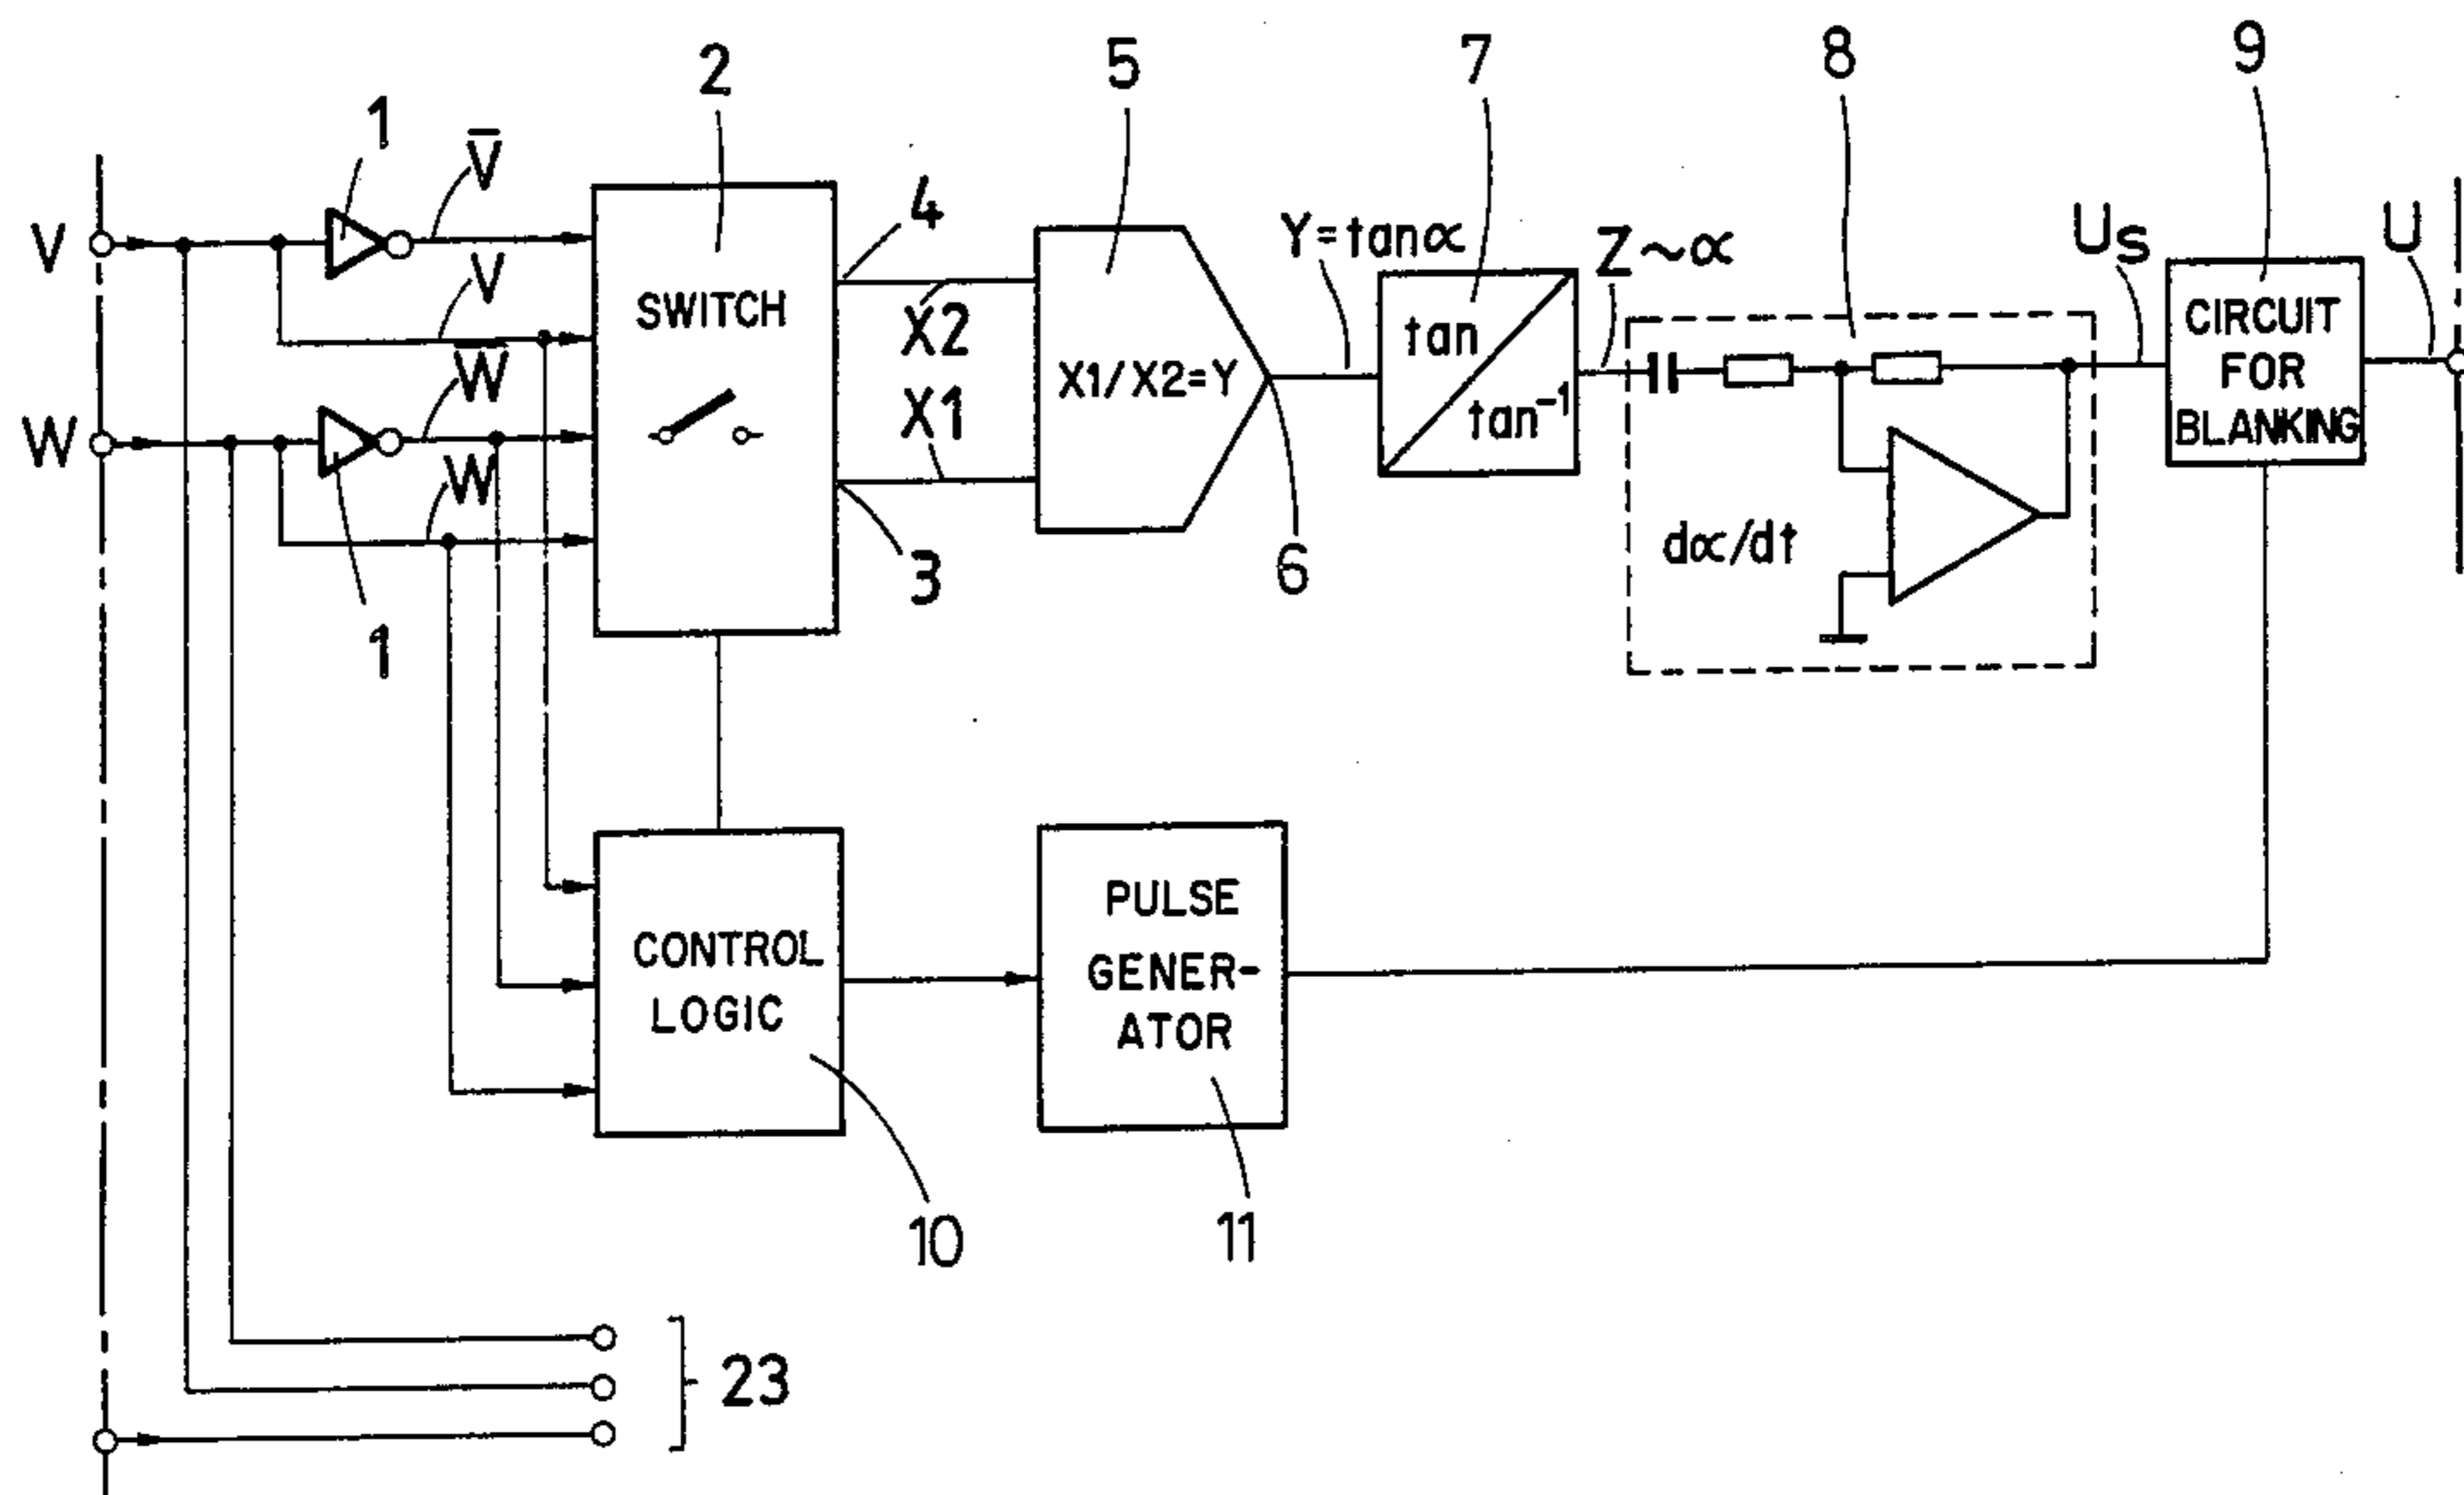 2
5
7
8
9
1
V̅
V
4
Y=tanα
Z~α
U_S
U
V
SWITCH
X2
X1/X2=Y
tan
tan⁻¹
CIRCUIT
FOR
BLANKING
W̅
X1
W
W
3
6
dα/dt
1
CONTROL
LOGIC
PULSE
GENER-
ATOR
10
11
23